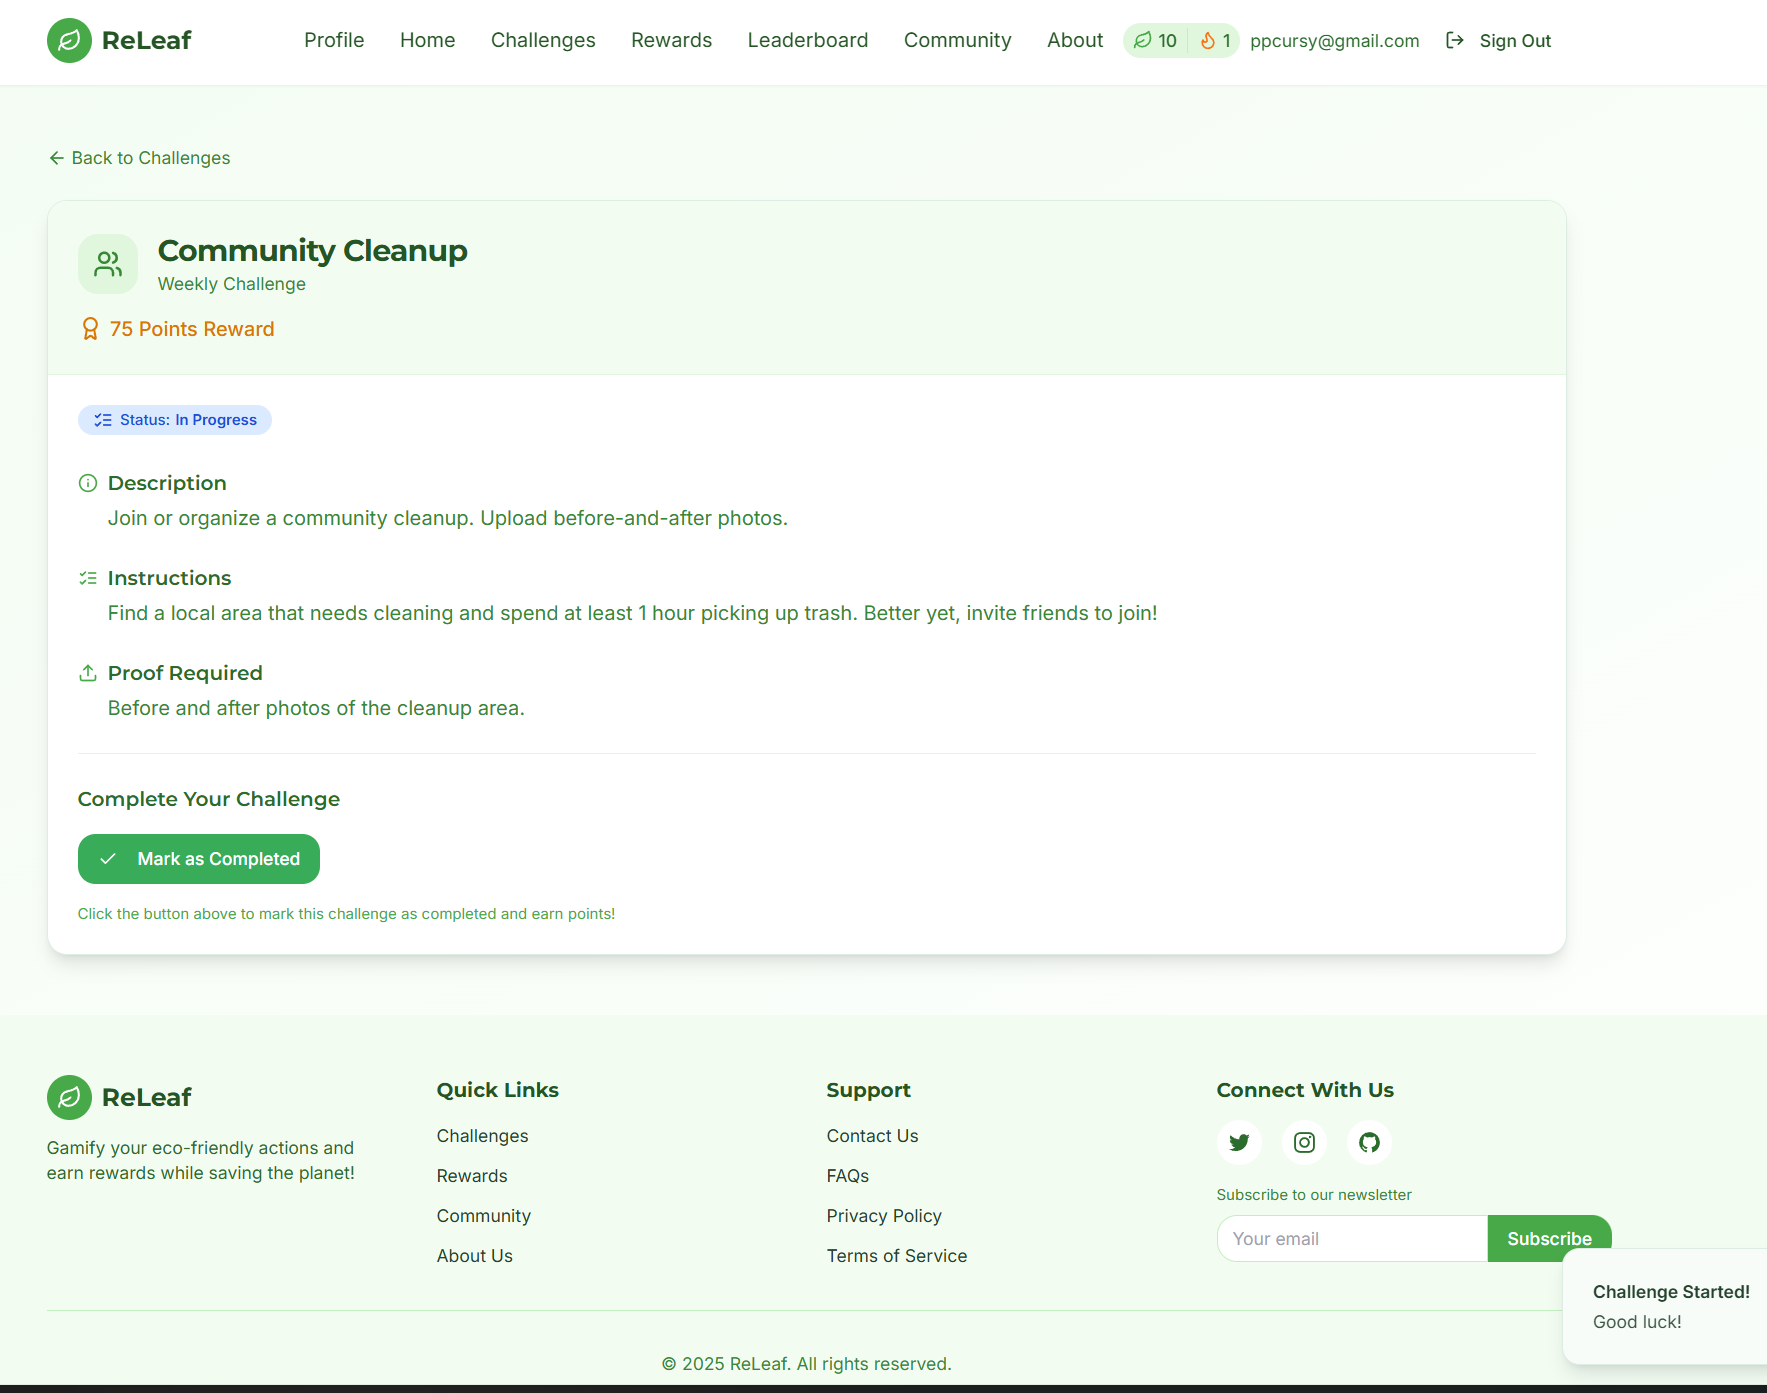 ReLeaf
Profile Home Challenges Rewards Leaderboard Community About 10 1 ppcursy@gmail.com Sign Out
Back to Challenges
Community Cleanup
Weekly Challenge
75 Points Reward
Status: In Progress
Description
Join or organize a community cleanup. Upload before-and-after photos.
Instructions
Find a local area that needs cleaning and spend at least 1 hour picking up trash. Better yet, invite friends to join!
Proof Required
Before and after photos of the cleanup area.
Complete Your Challenge
Mark as Completed
Click the button above to mark this challenge as completed and earn points!
ReLeaf
Gamify your eco-friendly actions and
earn rewards while saving the planet!
Quick Links
Challenges
Rewards
Community
About Us
Support
Contact Us
FAQs
Privacy Policy
Terms of Service
Connect With Us
Subscribe to our newsletter
Your email
Subscribe
Challenge Started!
Good luck!
© 2025 ReLeaf. All rights reserved.